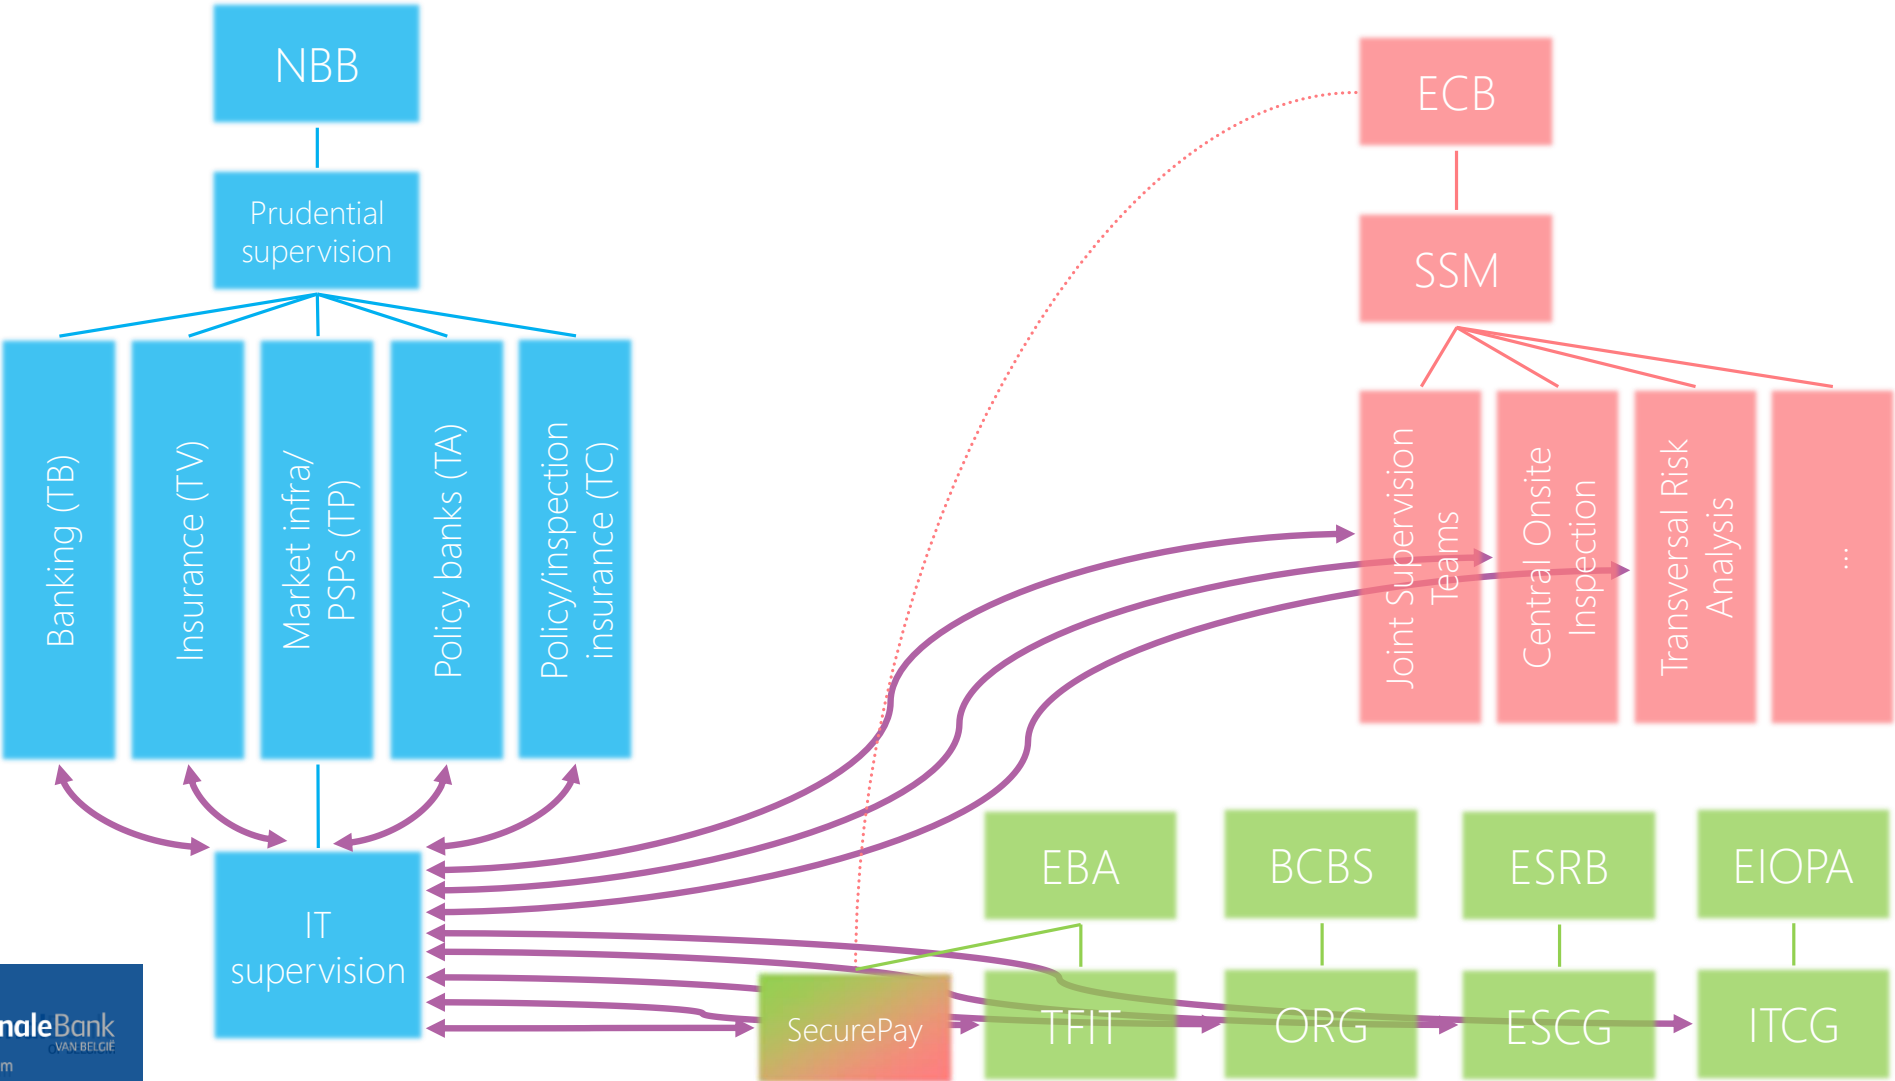 NBB
Prudential
supervision
Banking (TB)
Insurance (TV)
Market infra/
PSPs (TP)
Policy banks (TA)
Policy/inspection
insurance (TC)
IT
supervision
ECB
SSM
Joint Supervision
Teams
Central Onsite
Inspection
Transversal Risk
Analysis
...
EBA
BCBS
ESRB
EIOPA
SecurePay
TFIT
ORG
ESCG
ITCG
naleBank
VAN BELGIË
m